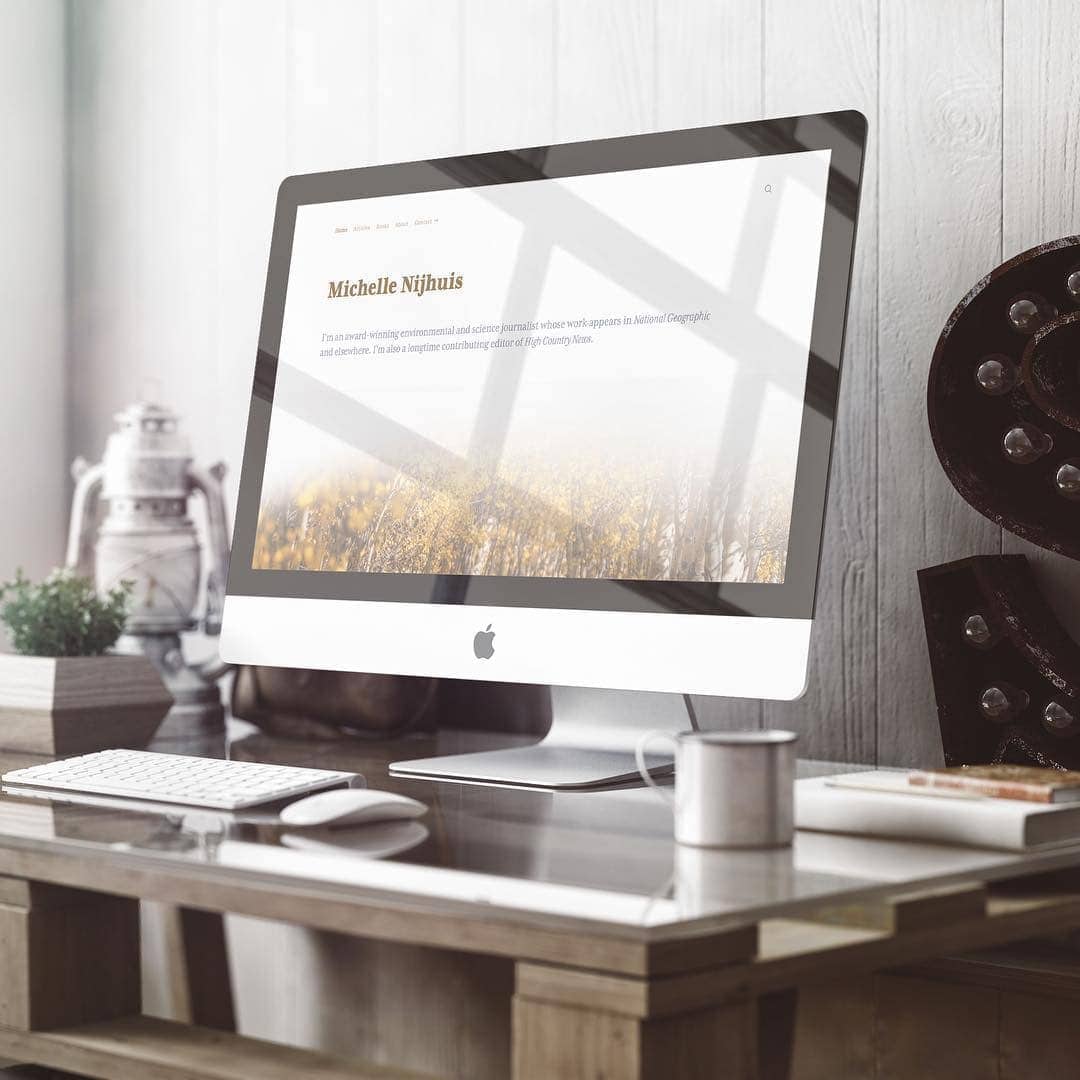 Home Articles Books About Contact
Michelle Nijhuis
I'm an award-winning environmental and science journalist whose work appears in National Geographic
and elsewhere. I'm also a longtime contributing editor of High Country News.